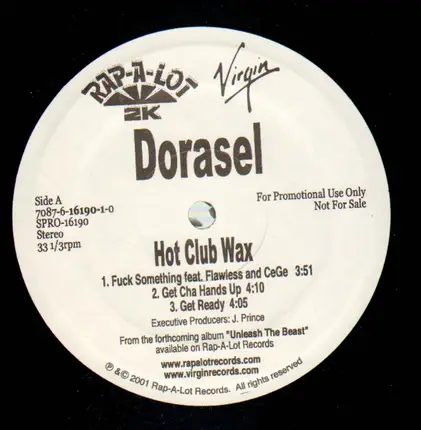 RAP-A-LOT
2K
Virgin
Dorasel
Side A
7087-6-16190-1-0
SPRO-16190
Stereo
33 1/3rpm
For Promotional Use Only
Not For Sale
Hot Club Wax
1. Fuck Something feat. Flawless and CeGe 3:51
2. Get Cha Hands Up 4:10
3. Get Ready 4:05
Executive Producers: J. Prince
From the forthcoming album "Unleash The Beast"
available on Rap-A-Lot Records
www.rapalotrecords.com
www.virginrecords.com
℗ &© 2001 Rap-A-Lot Records. All rights reserved